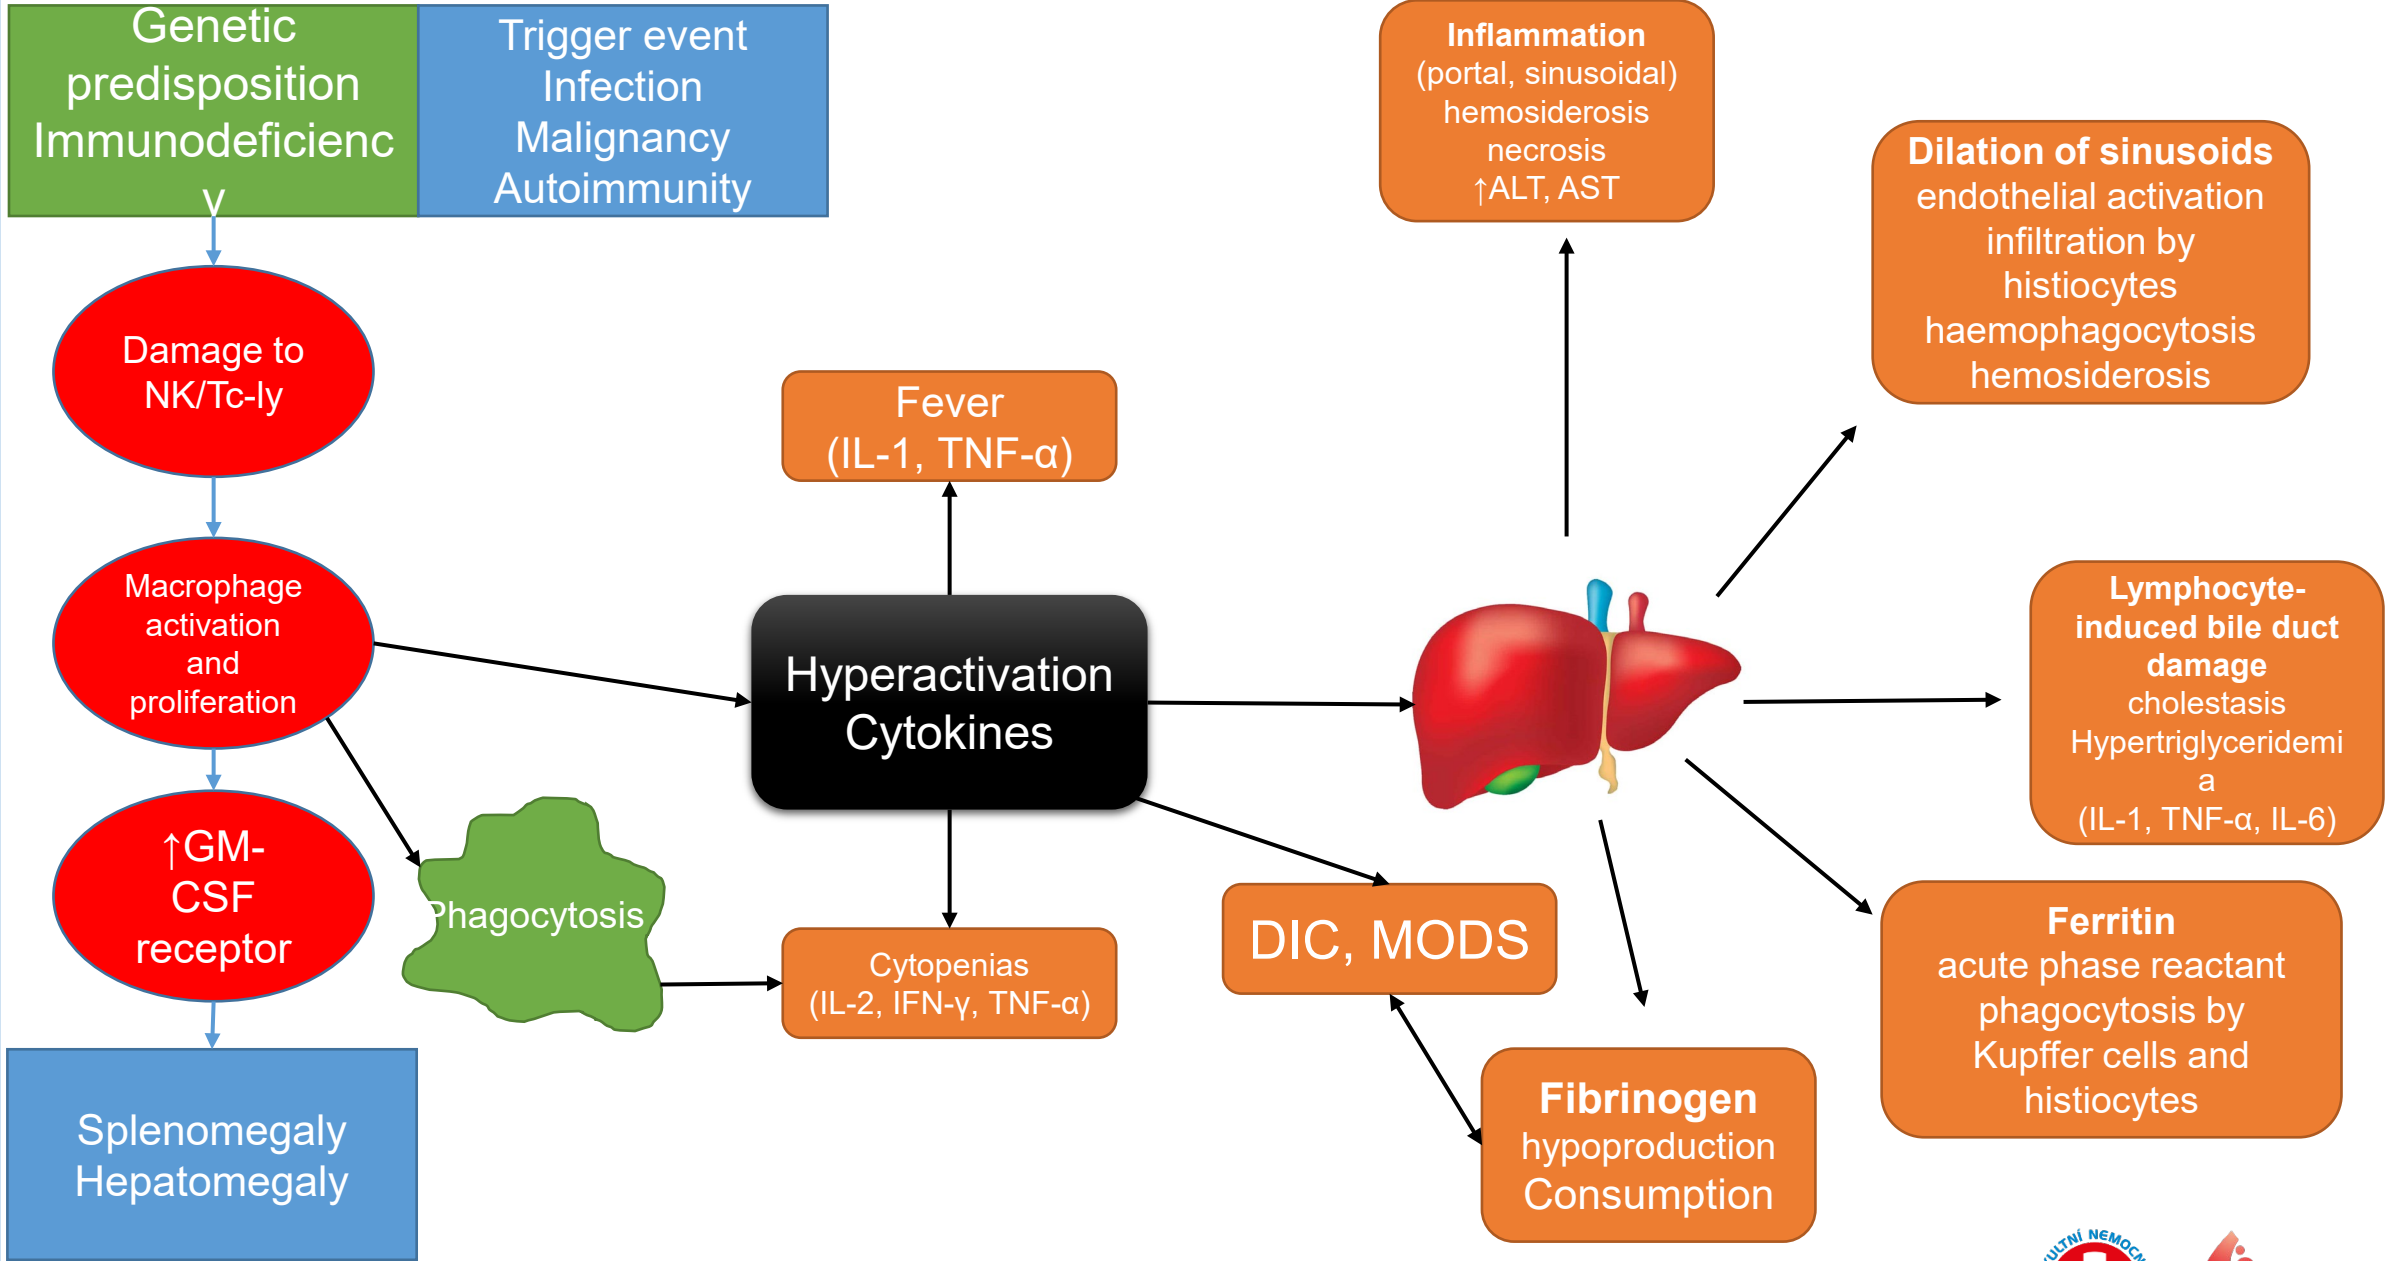 Genetic
predisposition
Immunodeficienc
y
Trigger event
Infection
Malignancy
Autoimmunity
Damage to
NK/Tc-ly
Macrophage
activation
and
proliferation
↑GM-
CSF
receptor
Splenomegaly
Hepatomegaly
Phagocytosis
Fever
(IL-1, TNF-α)
Hyperactivation
Cytokines
Cytopenias
(IL-2, IFN-γ, TNF-α)
DIC, MODS
Inflammation
(portal, sinusoidal)
hemosiderosis
necrosis
↑ALT, AST
Dilation of sinusoids
endothelial activation
infiltration by
histiocytes
haemophagocytosis
hemosiderosis
Lymphocyte-
induced bile duct
damage
cholestasis
Hypertriglyceridemi
a
(IL-1, TNF-α, IL-6)
Ferritin
acute phase reactant
phagocytosis by
Kupffer cells and
histiocytes
Fibrinogen
hypoproduction
Consumption